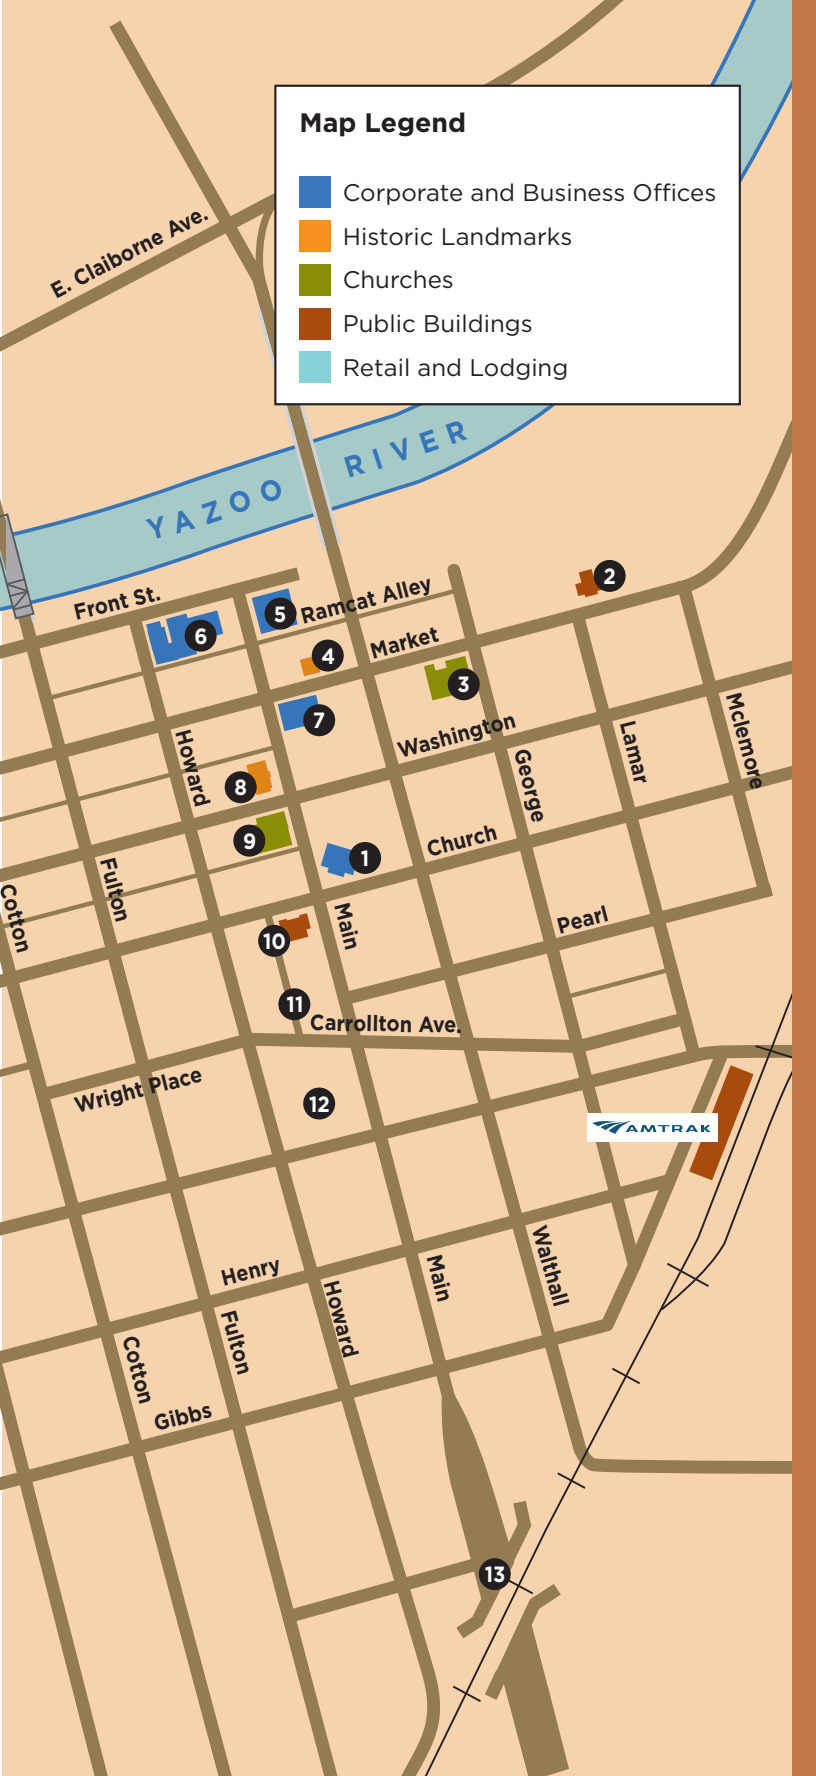 Map Legend
Corporate and Business Offices
Historic Landmarks
Churches
Public Buildings
Retail and Lodging
E. Claiborne Ave.
YAZOO RIVER
Front St.
Ramcat Alley
2
5
6
4
Market
3
7
Washington
Howard
Mclemore
Lamar
George
8
9
1
Church
Fulton
Cotton
Main
Pearl
10
11
Carrollton Ave.
Wright Place
12
AMTRAK
Henry
Walthall
Main
Howard
Fulton
Cotton
Gibbs
13